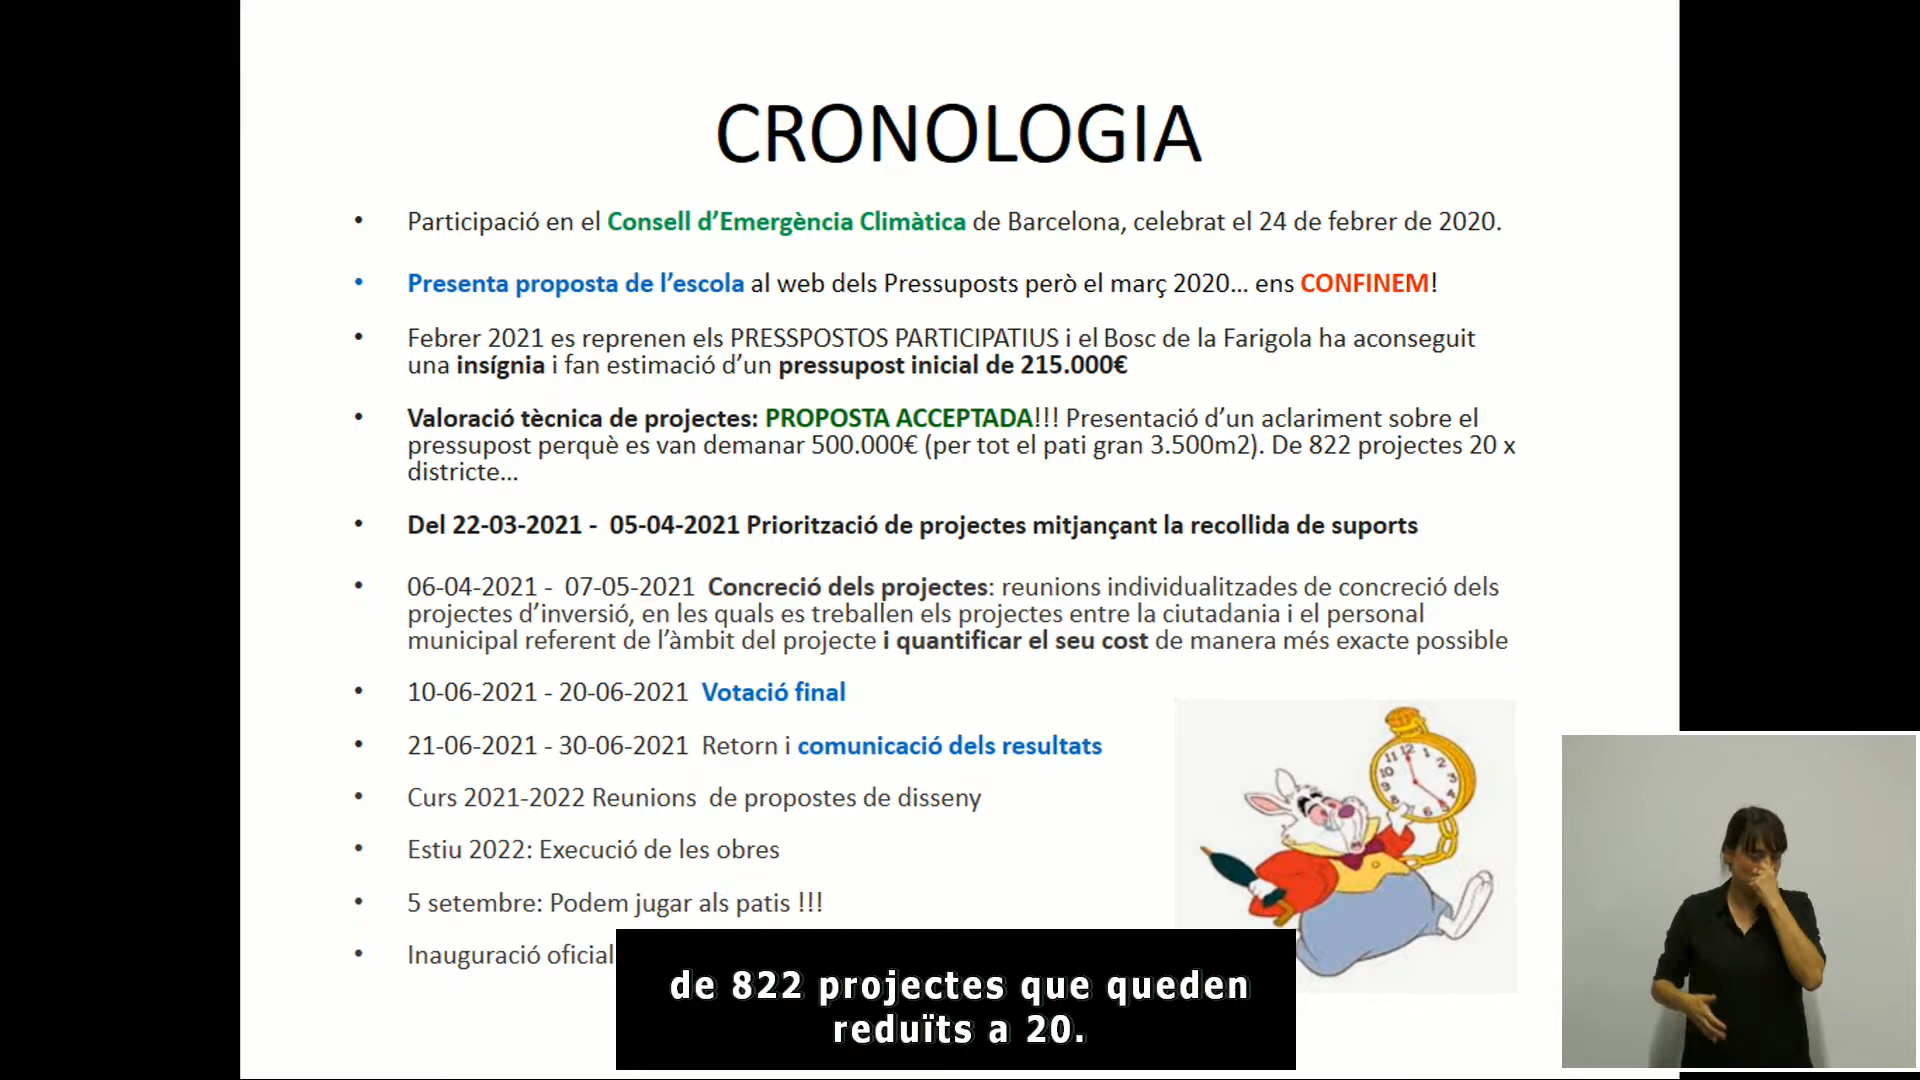 CRONOLOGIA
• Participació en el Consell d’Emergència Climàtica de Barcelona, celebrat el 24 de febrer de 2020.
• Presenta proposta de l’escola al web dels Pressuposts però el març 2020... ens CONFINEM!
• Febrer 2021 es reprenen els PRESSPOSTOS PARTICIPATIUS i el Bosc de la Farigola ha aconseguit
una insígnia i fan estimació d’un pressupost inicial de 215.000€
• Valoració tècnica de projectes: PROPOSTA ACCEPTADA!!! Presentació d’un aclariment sobre el
pressupost perquè es van demanar 500.000€ (per tot el pati gran 3.500m2). De 822 projectes 20 x
districte...
• Del 22-03-2021 - 05-04-2021 Priorització de projectes mitjançant la recollida de suports
• 06-04-2021 - 07-05-2021 Concreció dels projectes: reunions individualitzades de concreció dels
projectes d’inversió, en les quals es treballen els projectes entre la ciutadania i el personal
municipal referent de l’àmbit del projecte i quantificar el seu cost de manera més exacte possible
• 10-06-2021 - 20-06-2021 Votació final
• 21-06-2021 - 30-06-2021 Retorn i comunicació dels resultats
• Curs 2021-2022 Reunions de propostes de disseny
• Estiu 2022: Execució de les obres
• 5 setembre: Podem jugar als patis !!!
• Inauguració oficial
de 822 projectes que queden
reduïts a 20.